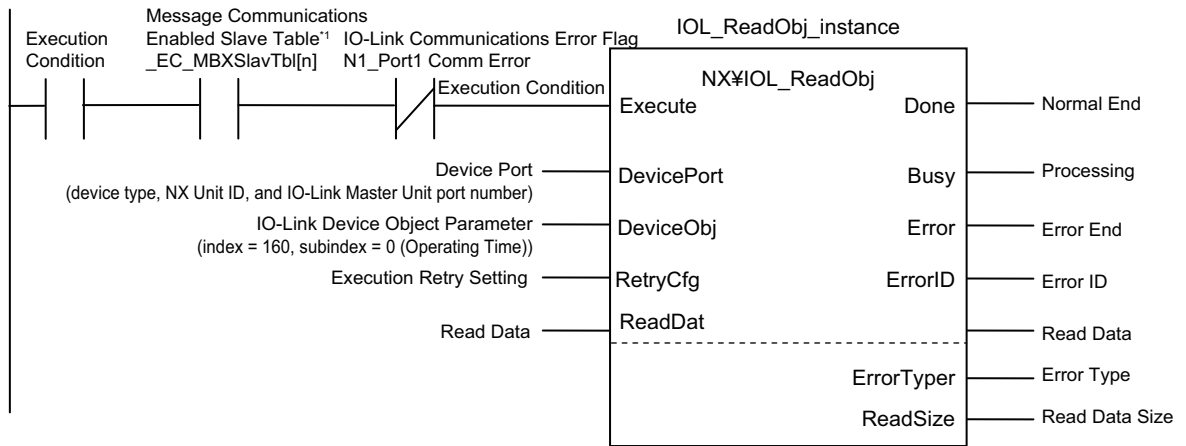 Message Communications
Execution Enabled Slave Table*1 IO-Link Communications Error Flag
Condition _EC_MBXSlavTbl[n] N1_Port1 Comm Error
IOL_ReadObj_instance
NX¥IOL_ReadObj
Execution Condition
Execute Done Normal End
Device Port DevicePort Busy Processing
(device type, NX Unit ID, and IO-Link Master Unit port number)
IO-Link Device Object Parameter DeviceObj Error Error End
(index = 160, subindex = 0 (Operating Time))
Execution Retry Setting RetryCfg ErrorID Error ID
Read Data ReadDat Read Data
ErrorTyper Error Type
ReadSize Read Data Size